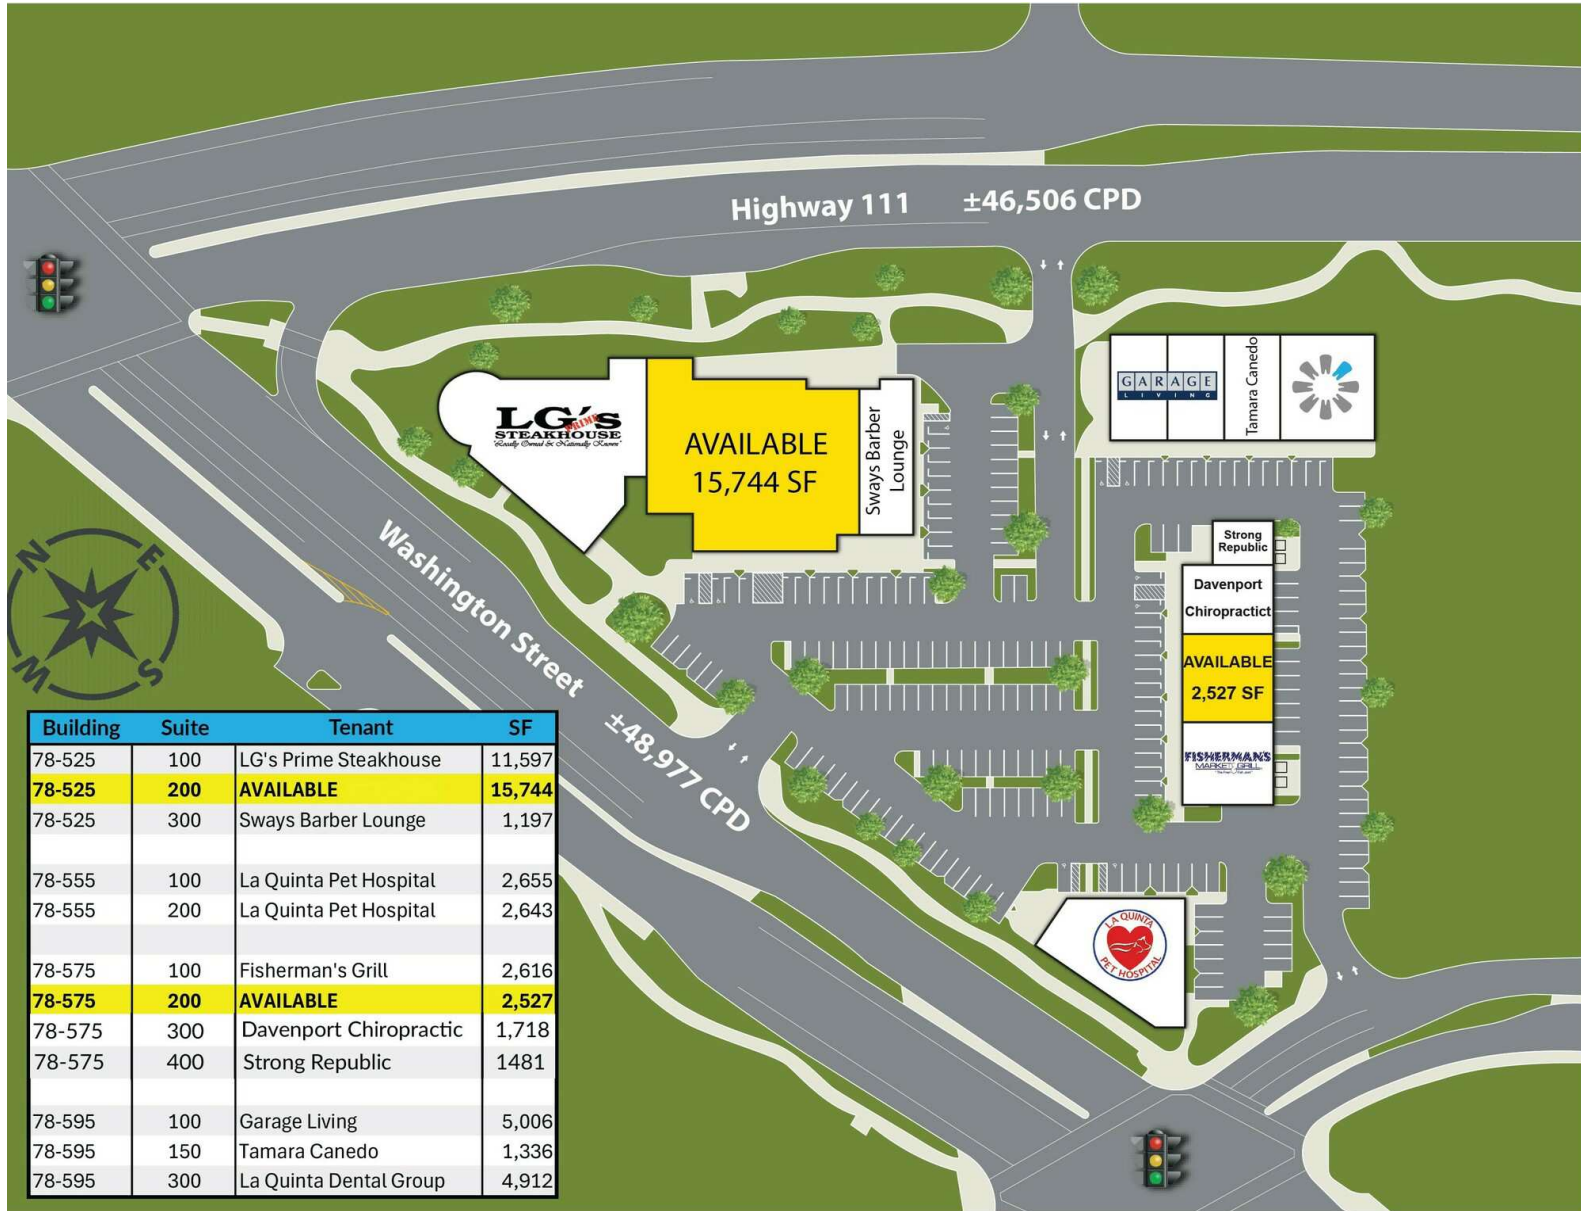 Highway 111 ±46,506 CPD
LG's
PRIME
STEAKHOUSE
"Locally Owned & Nationally Known"
AVAILABLE
15,744 SF
Sways Barber
Lounge
GARAGE
LIVING
Tamara Canedo
Strong
Republic
Davenport
Chiropractict
AVAILABLE
2,527 SF
FISHERMAN'S
MARKET GRILL
LA QUINTA
PET HOSPITAL
Washington Street ±48,977 CPD
N
E
W
S
Building Suite Tenant SF
78-525 100 LG's Prime Steakhouse 11,597
78-525 200 AVAILABLE 15,744
78-525 300 Sways Barber Lounge 1,197
78-555 100 La Quinta Pet Hospital 2,655
78-555 200 La Quinta Pet Hospital 2,643
78-575 100 Fisherman's Grill 2,616
78-575 200 AVAILABLE 2,527
78-575 300 Davenport Chiropractic 1,718
78-575 400 Strong Republic 1481
78-595 100 Garage Living 5,006
78-595 150 Tamara Canedo 1,336
78-595 300 La Quinta Dental Group 4,912